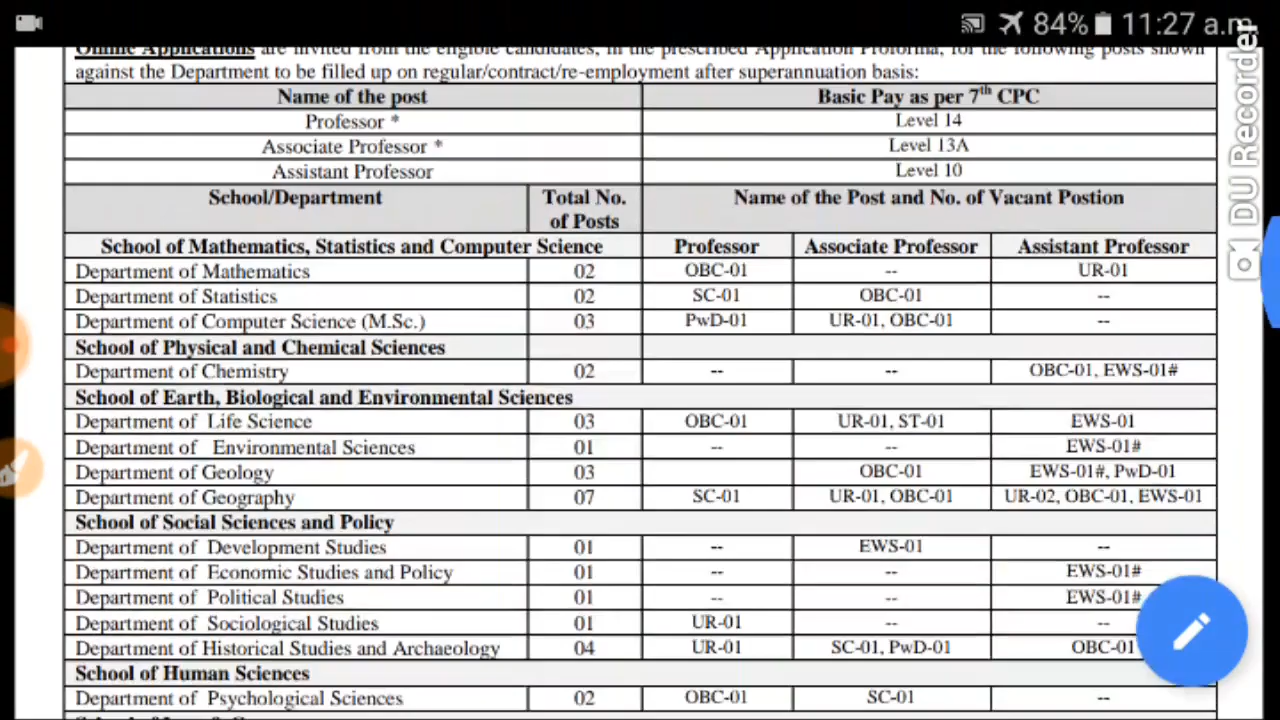 84% 11:27 a.m.
Online Applications are invited from the eligible candidates, in the prescribed Application Proforma, for the following posts shown
against the Department to be filled up on regular/contract/re-employment after superannuation basis:
Name of the post Basic Pay as per 7th CPC
Professor * Level 14
Associate Professor * Level 13A
Assistant Professor Level 10
School/Department Total No. of Posts Name of the Post and No. of Vacant Postion
School of Mathematics, Statistics and Computer Science Professor Associate Professor Assistant Professor
Department of Mathematics 02 OBC-01 -- UR-01
Department of Statistics 02 SC-01 OBC-01 --
Department of Computer Science (M.Sc.) 03 PwD-01 UR-01, OBC-01 --
School of Physical and Chemical Sciences
Department of Chemistry 02 -- -- OBC-01, EWS-01#
School of Earth, Biological and Environmental Sciences
Department of Life Science 03 OBC-01 UR-01, ST-01 EWS-01
Department of Environmental Sciences 01 -- -- EWS-01#
Department of Geology 03 OBC-01 EWS-01#, PwD-01
Department of Geography 07 SC-01 UR-01, OBC-01 UR-02, OBC-01, EWS-01
School of Social Sciences and Policy
Department of Development Studies 01 -- EWS-01 --
Department of Economic Studies and Policy 01 -- -- EWS-01#
Department of Political Studies 01 -- -- EWS-01#
Department of Sociological Studies 01 UR-01 -- --
Department of Historical Studies and Archaeology 04 UR-01 SC-01, PwD-01 OBC-01
School of Human Sciences
Department of Psychological Sciences 02 OBC-01 SC-01 --
DU Recorder